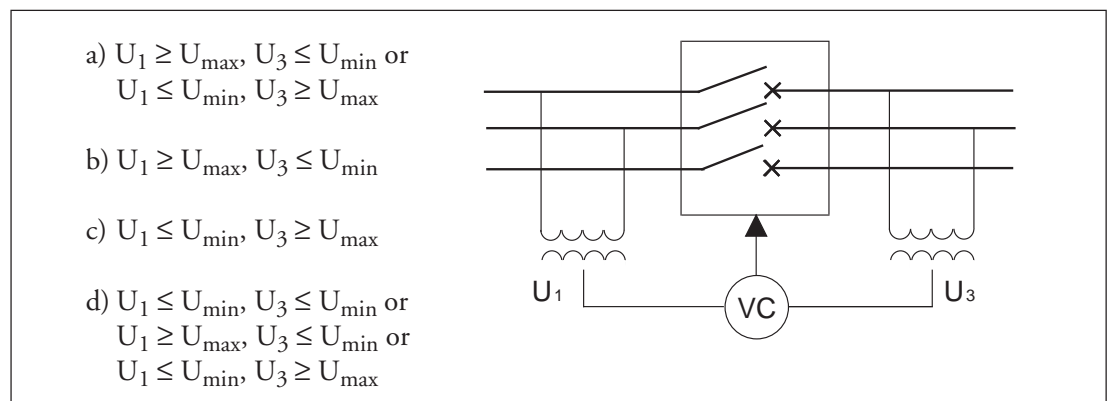 a) U₁ ≥ Uₘₐₓ, U₃ ≤ Uₘᵢₙ or
U₁ ≤ Uₘᵢₙ, U₃ ≥ Uₘₐₓ
b) U₁ ≥ Uₘₐₓ, U₃ ≤ Uₘᵢₙ
c) U₁ ≤ Uₘᵢₙ, U₃ ≥ Uₘₐₓ
d) U₁ ≤ Uₘᵢₙ, U₃ ≤ Uₘᵢₙ or
U₁ ≥ Uₘₐₓ, U₃ ≤ Uₘᵢₙ or
U₁ ≤ Uₘᵢₙ, U₃ ≥ Uₘₐₓ
U₁
VC
U₃